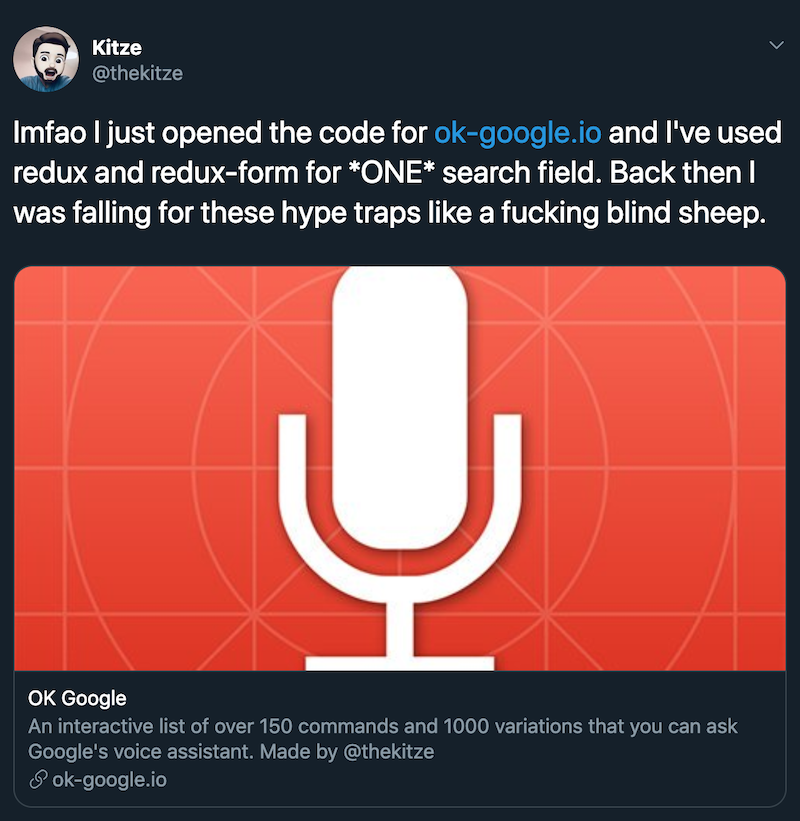 Kitze
@thekitze
lmfao I just opened the code for ok-google.io and I've used
redux and redux-form for *ONE* search field. Back then I
was falling for these hype traps like a fucking blind sheep.
OK Google
An interactive list of over 150 commands and 1000 variations that you can ask
Google's voice assistant. Made by @thekitze
ok-google.io